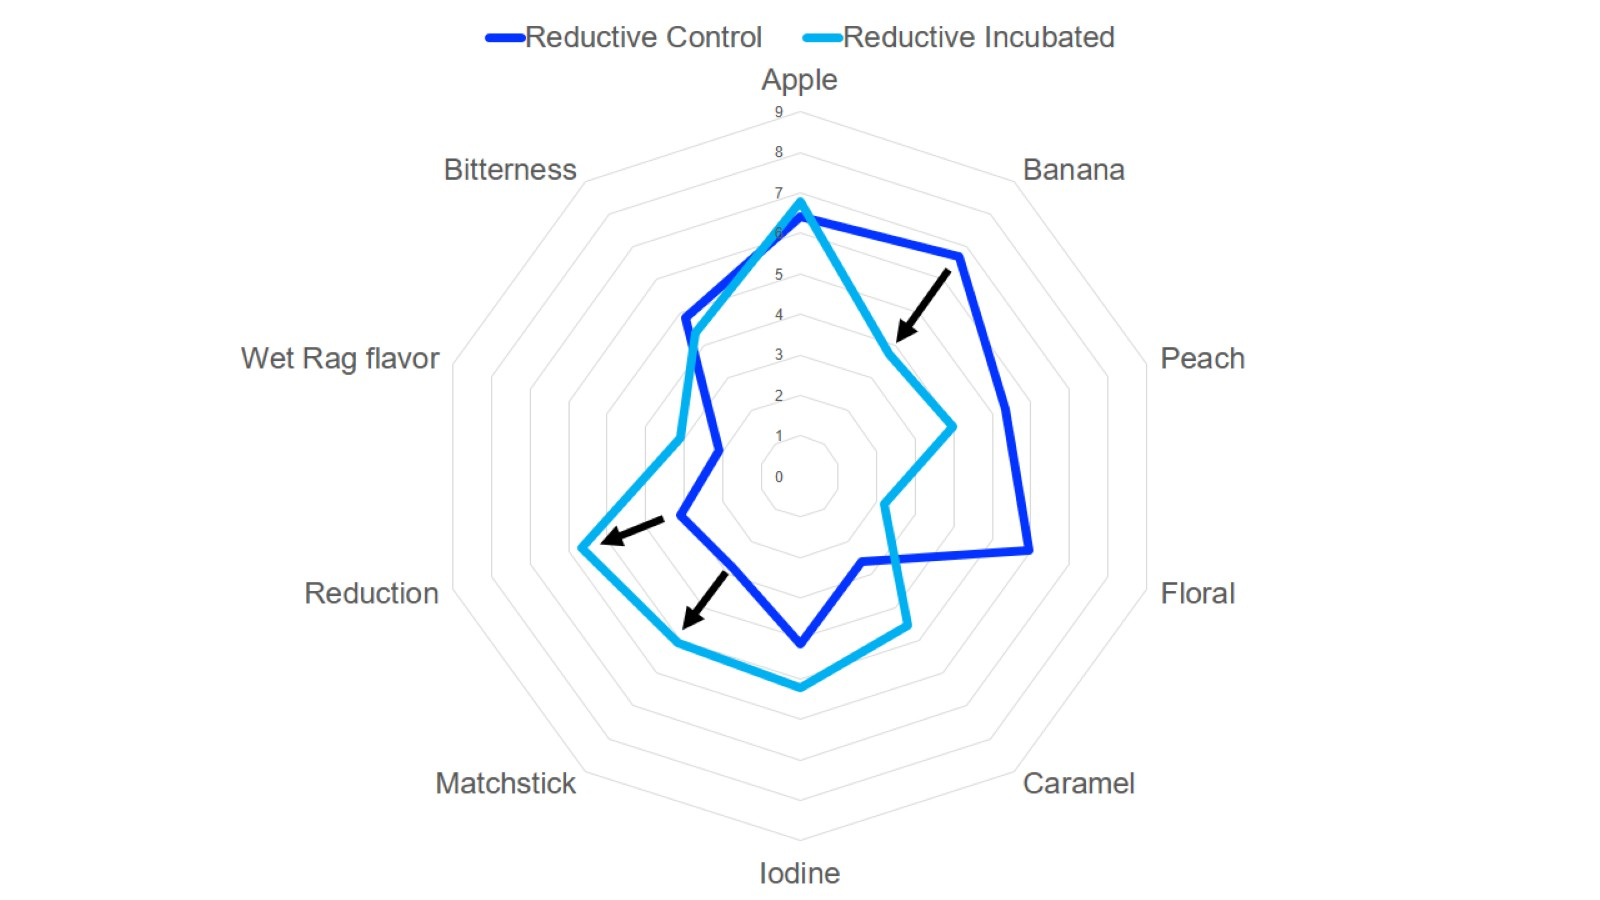 Reductive Control Reductive Incubated
Apple
Banana
Peach
Floral
Caramel
Iodine
Matchstick
Reduction
Wet Rag flavor
Bitterness
9
8
7
6
5
4
3
2
1
0